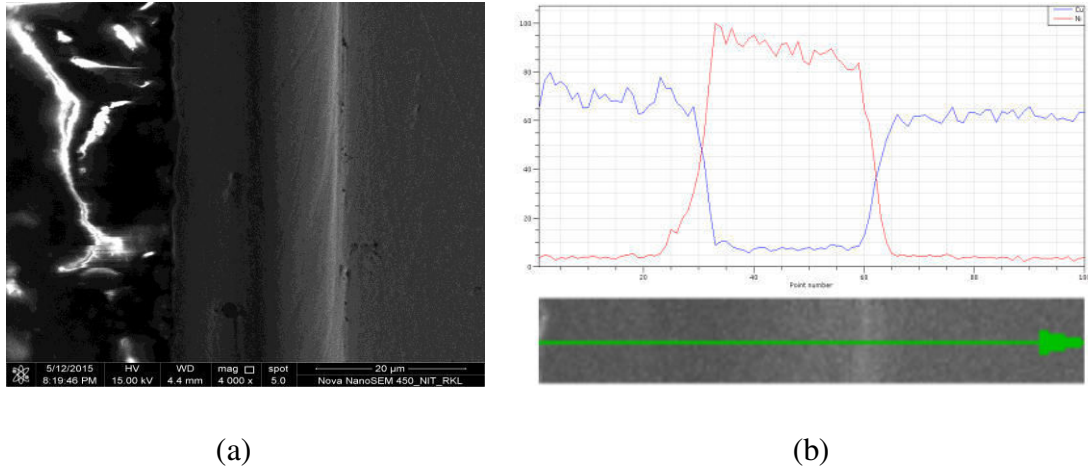 5/12/2015 HV WD mag □ spot 20 µm
8:19:46 PM 15.00 kV 4.4 mm 4 000 x 5.0 Nova NanoSEM 450_NIT_RKL
Cu
Ni
100
80
60
40
20
0
20 40 60 80
Point number
(a) (b)